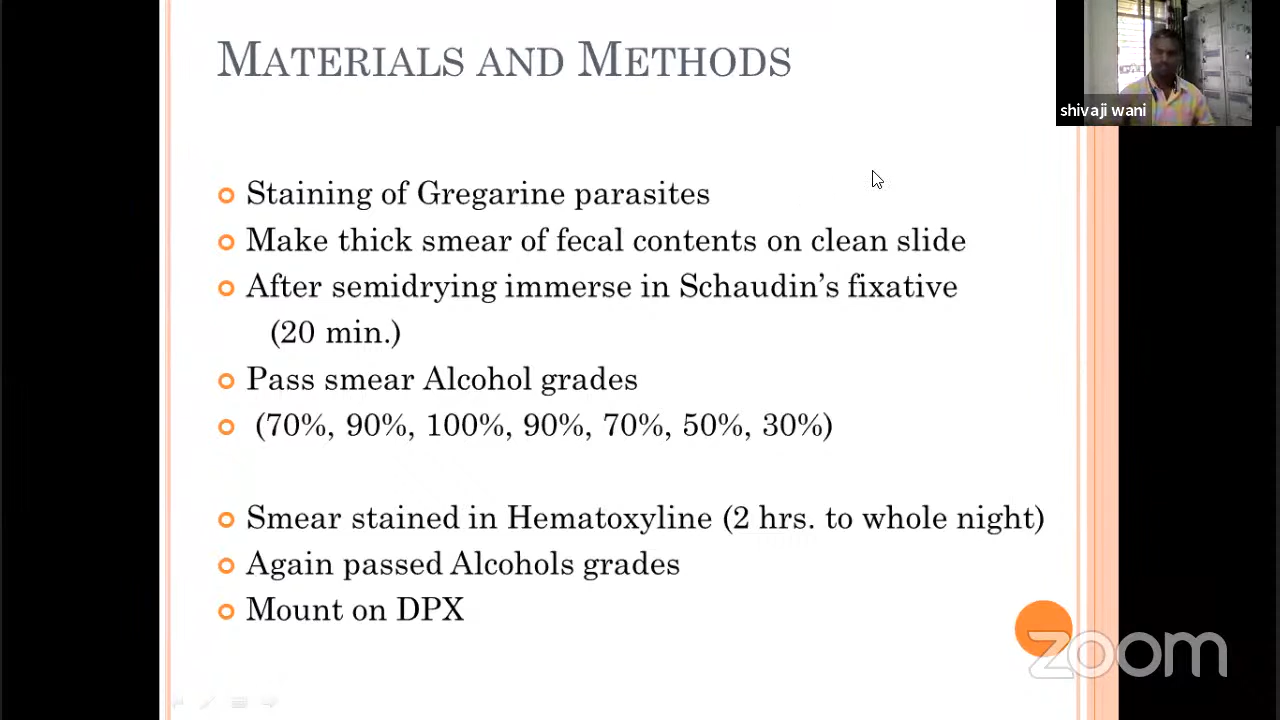 MATERIALS AND METHODS
shivaji wani
Staining of Gregarine parasites
Make thick smear of fecal contents on clean slide
After semidrying immerse in Schaudin's fixative
(20 min.)
Pass smear Alcohol grades
(70%, 90%, 100%, 90%, 70%, 50%, 30%)
Smear stained in Hematoxyline (2 hrs. to whole night)
Again passed Alcohols grades
Mount on DPX
zoom